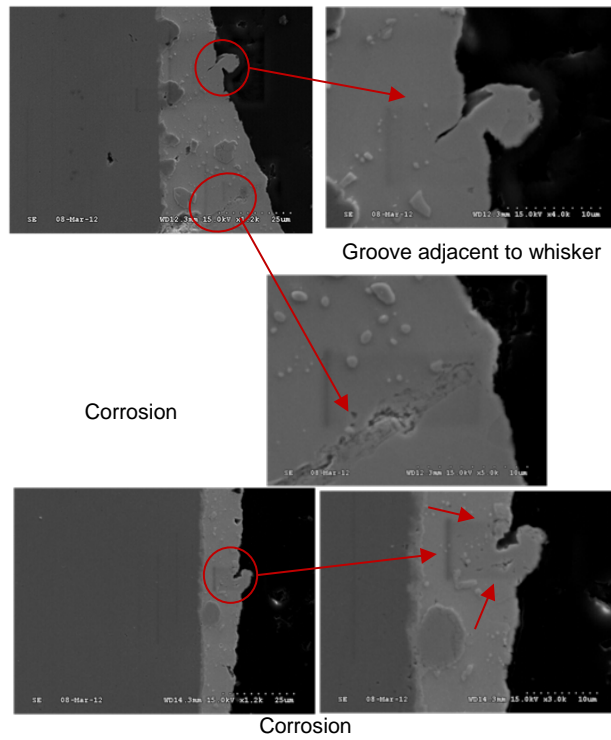 SE 08-Mar-12 WD12.3mm 15.0kV x1.2k 25um
SE 08-Mar-12 WD12.3mm 15.0kV x4.0k 10um
Groove adjacent to whisker
Corrosion
SE 08-Mar-12 WD12.3mm 15.0kV x5.0k 10um
SE 08-Mar-12 WD14.3mm 15.0kV x1.2k 25um
SE 08-Mar-12 WD14.3mm 15.0kV x3.0k 10um
Corrosion